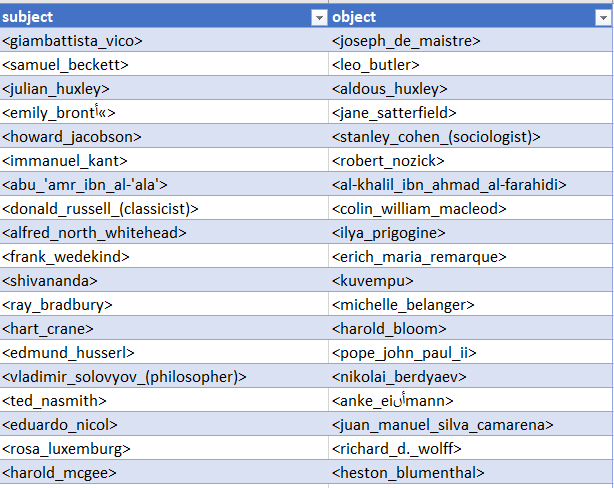 subject object
<giambattista_vico> <joseph_de_maistre>
<samuel_beckett> <leo_butler>
<julian_huxley> <aldous_huxley>
<emily_brontأ«> <jane_satterfield>
<howard_jacobson> <stanley_cohen_(sociologist)>
<immanuel_kant> <robert_nozick>
<abu_'amr_ibn_al-'ala'> <al-khalil_ibn_ahmad_al-farahidi>
<donald_russell_(classicist)> <colin_william_macleod>
<alfred_north_whitehead> <ilya_prigogine>
<frank_wedekind> <erich_maria_remarque>
<shivananda> <kuvempu>
<ray_bradbury> <michelle_belanger>
<hart_crane> <harold_bloom>
<edmund_husserl> <pope_john_paul_ii>
<vladimir_solovyov_(philosopher)> <nikolai_berdyaev>
<ted_nasmith> <anke_eiأںmann>
<eduardo_nicol> <juan_manuel_silva_camarena>
<rosa_luxemburg> <richard_d._wolff>
<harold_mcgee> <heston_blumenthal>